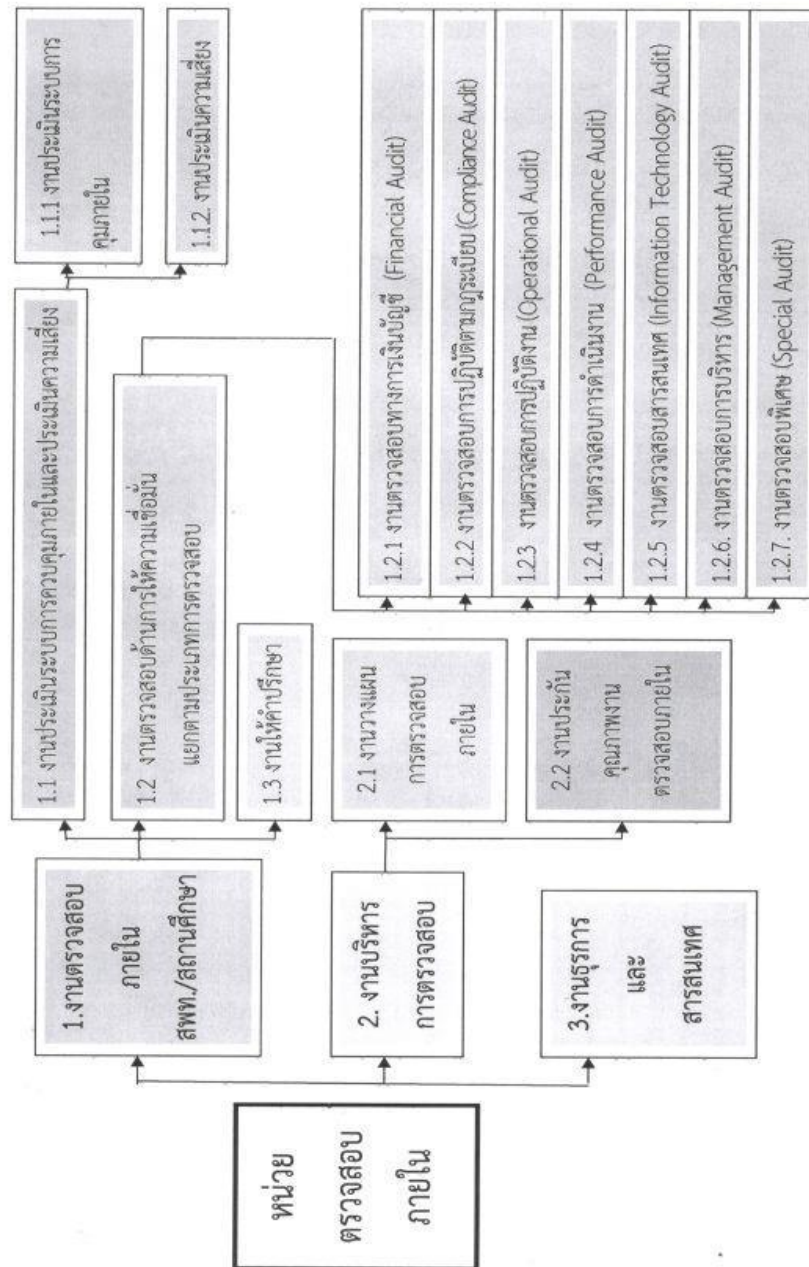 หน่วย
ตรวจสอบ
ภายใน
1.งานตรวจสอบ
ภายใน
สพท./สถานศึกษา
2. งานบริหาร
การตรวจสอบ
3.งานธุรการ
และ
สารสนเทศ
1.1 งานประเมินระบบการควบคุมภายในและประเมินความเสี่ยง
1.2 งานตรวจสอบด้านการให้ความเชื่อมั่น
แยกตามประเภทการตรวจสอบ
1.3 งานให้คำปรึกษา
2.1 งานวางแผน
การตรวจสอบ
ภายใน
2.2 งานประกัน
คุณภาพงาน
ตรวจสอบภายใน
1.1.1 งานประเมินระบบการ
คุมภายใน
1.12. งานประเมินความเสี่ยง
1.2.1 งานตรวจสอบทางการเงินบัญชี (Financial Audit)
1.2.2 งานตรวจสอบการปฏิบัติตามกฎระเบียบ (Compliance Audit)
1.2.3 งานตรวจสอบการปฏิบัติงาน (Operational Audit)
1.2.4 งานตรวจสอบการดำเนินงาน (Performance Audit)
1.2.5 งานตรวจสอบสารสนเทศ (Information Technology Audit)
1.2.6. งานตรวจสอบการบริหาร (Management Audit)
1.2.7. งานตรวจสอบพิเศษ (Special Audit)